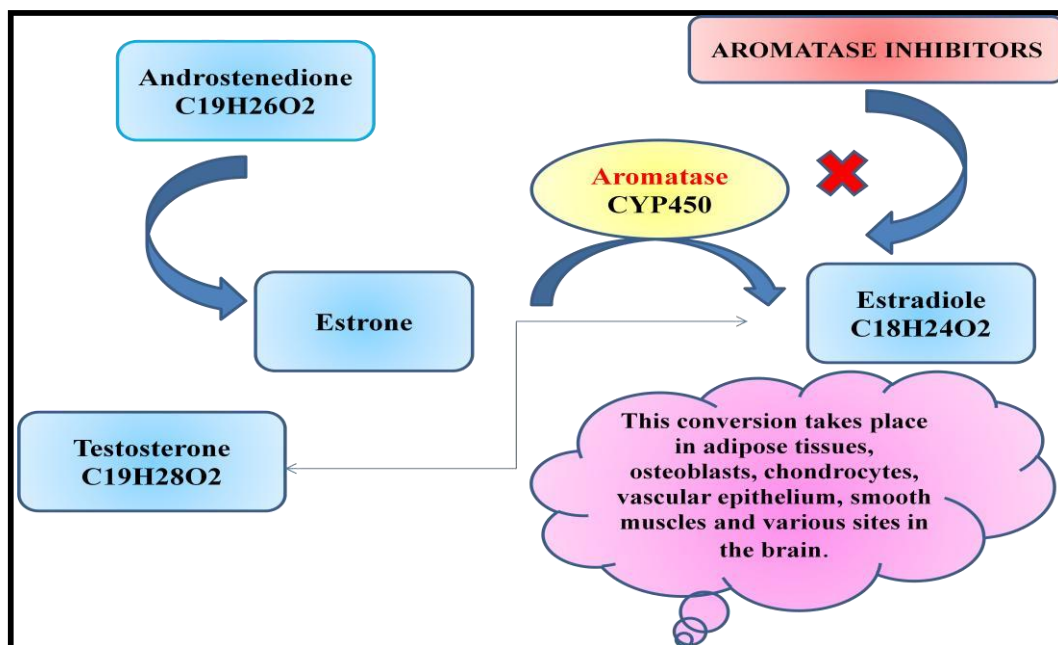 Androstenedione
C19H26O2
AROMATASE INHIBITORS
Aromatase
CYP450
Estrone
Estradiole
C18H24O2
Testosterone
C19H28O2
This conversion takes place
in adipose tissues,
osteoblasts, chondrocytes,
vascular epithelium, smooth
muscles and various sites in
the brain.